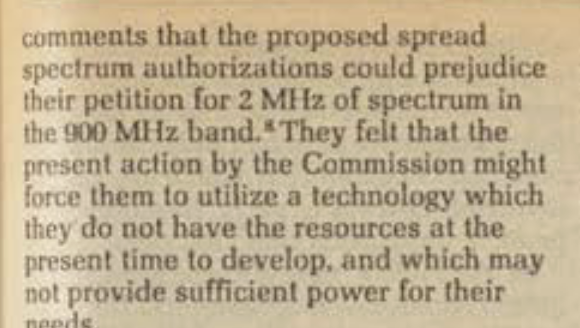 comments that the proposed spread
spectrum authorizations could prejudice
their petition for 2 MHz of spectrum in
the 900 MHz band.⁸ They felt that the
present action by the Commission might
force them to utilize a technology which
they do not have the resources at the
present time to develop, and which may
not provide sufficient power for their
needs.